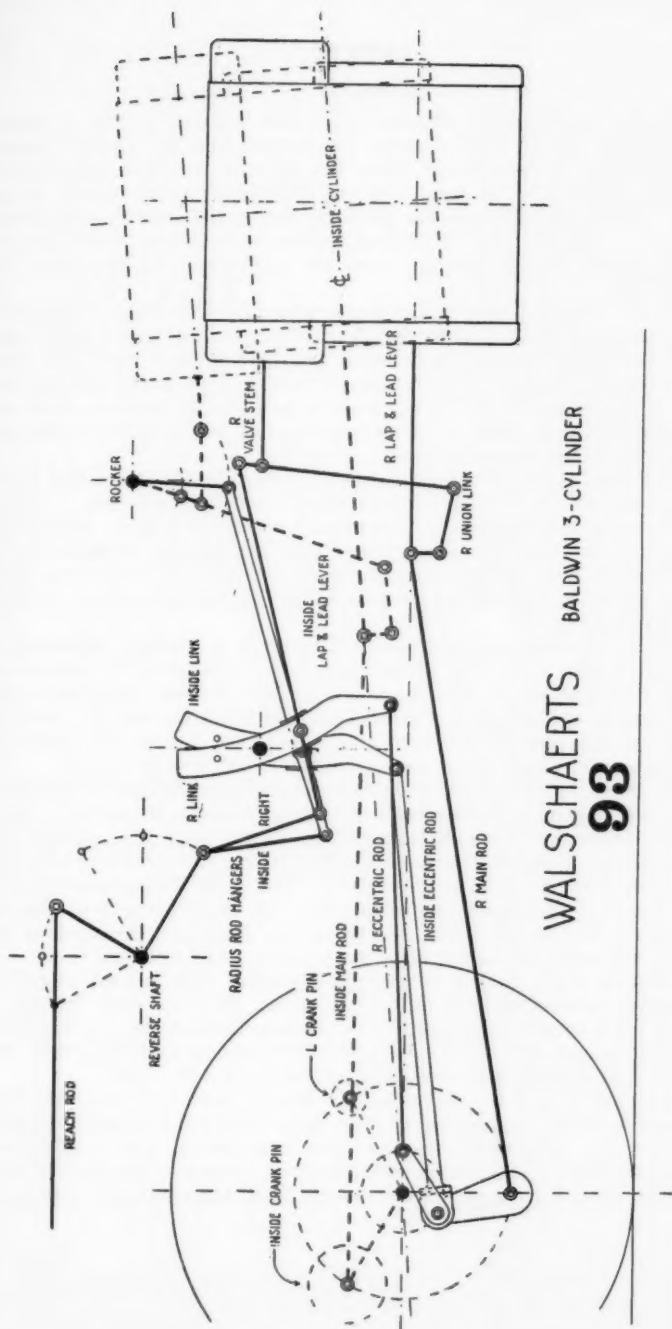 REACH ROD
REVERSE SHAFT
RADIUS ROD HANGERS
INSIDE
RIGHT
R LINK
INSIDE LINK
ROCKER
R
VALVE STEM
INSIDE CYLINDER
INSIDE
LAP & LEAD LEVER
R LAP & LEAD LEVER
R UNION LINK
INSIDE CRANK PIN
L CRANK PIN
INSIDE MAIN ROD
R ECCENTRIC ROD
INSIDE ECCENTRIC ROD
R MAIN ROD
WALSCHAERTS BALDWIN 3-CYLINDER
93